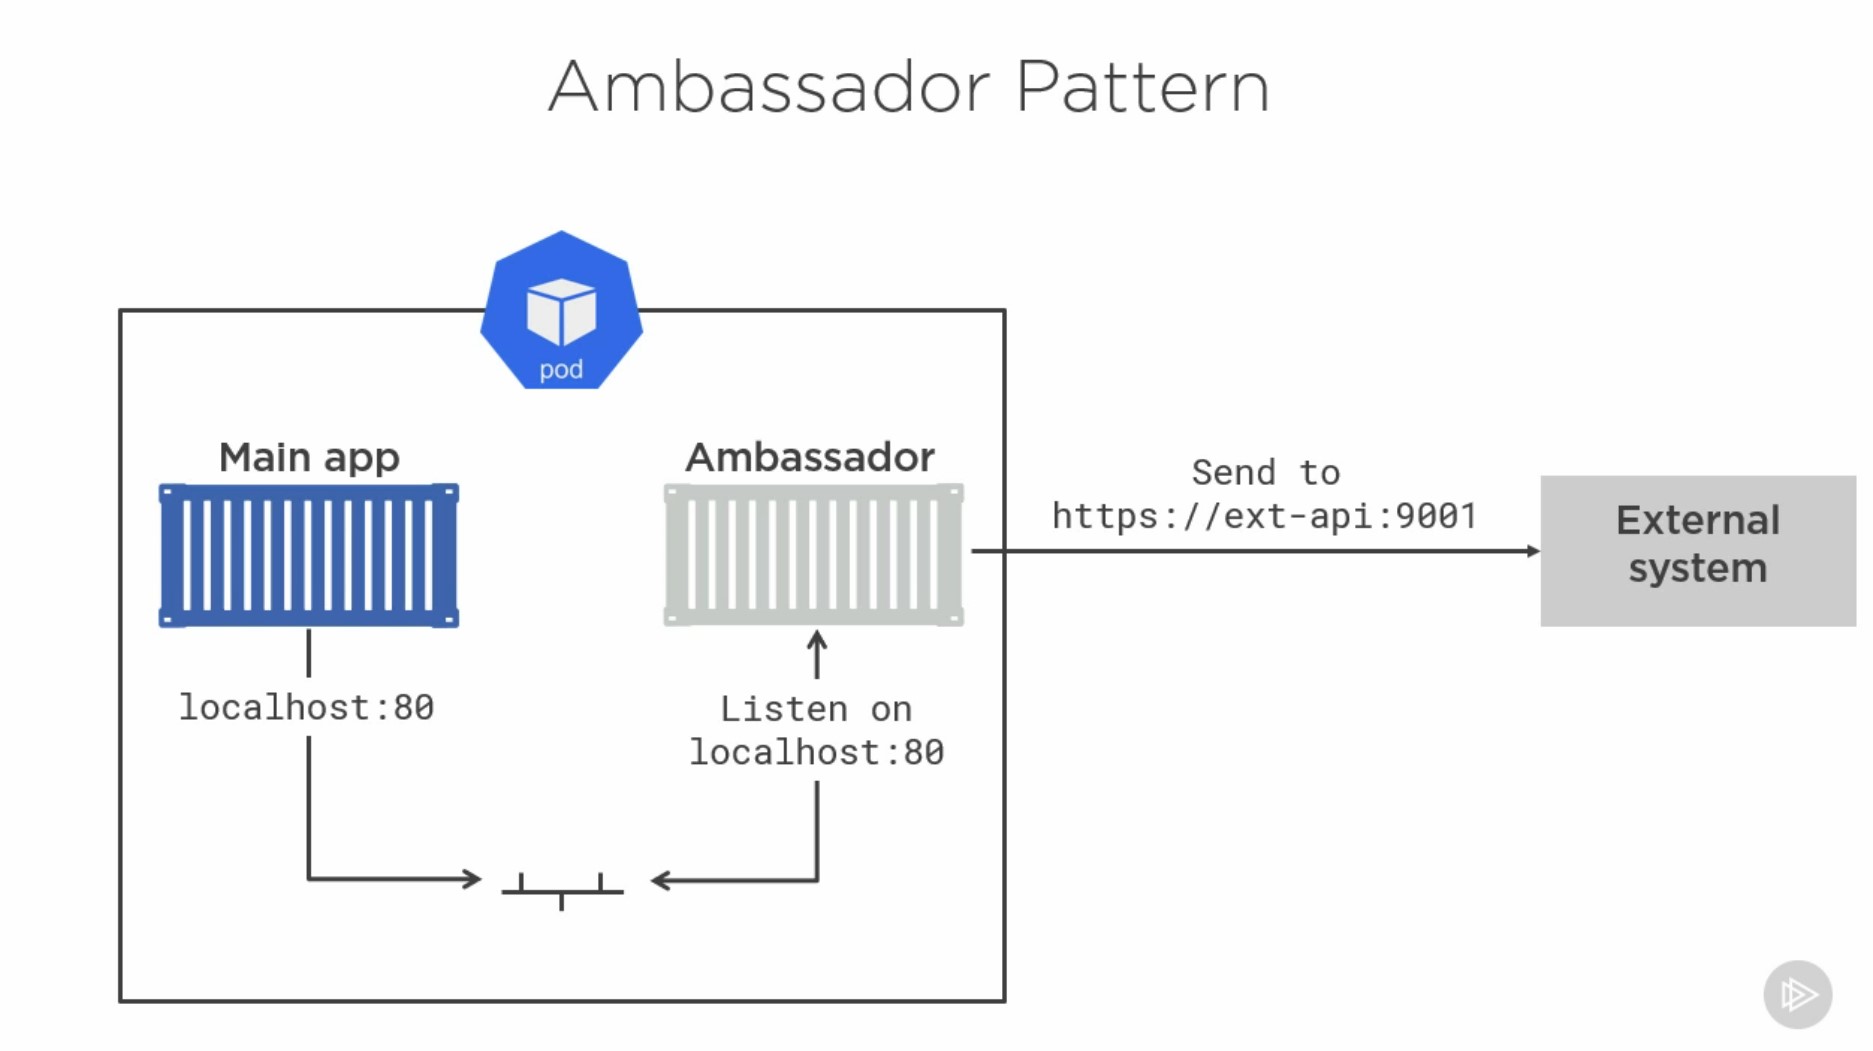 Ambassador Pattern
pod
Main app
Ambassador
Send to
https://ext-api:9001
External
system
localhost:80
Listen on
localhost:80